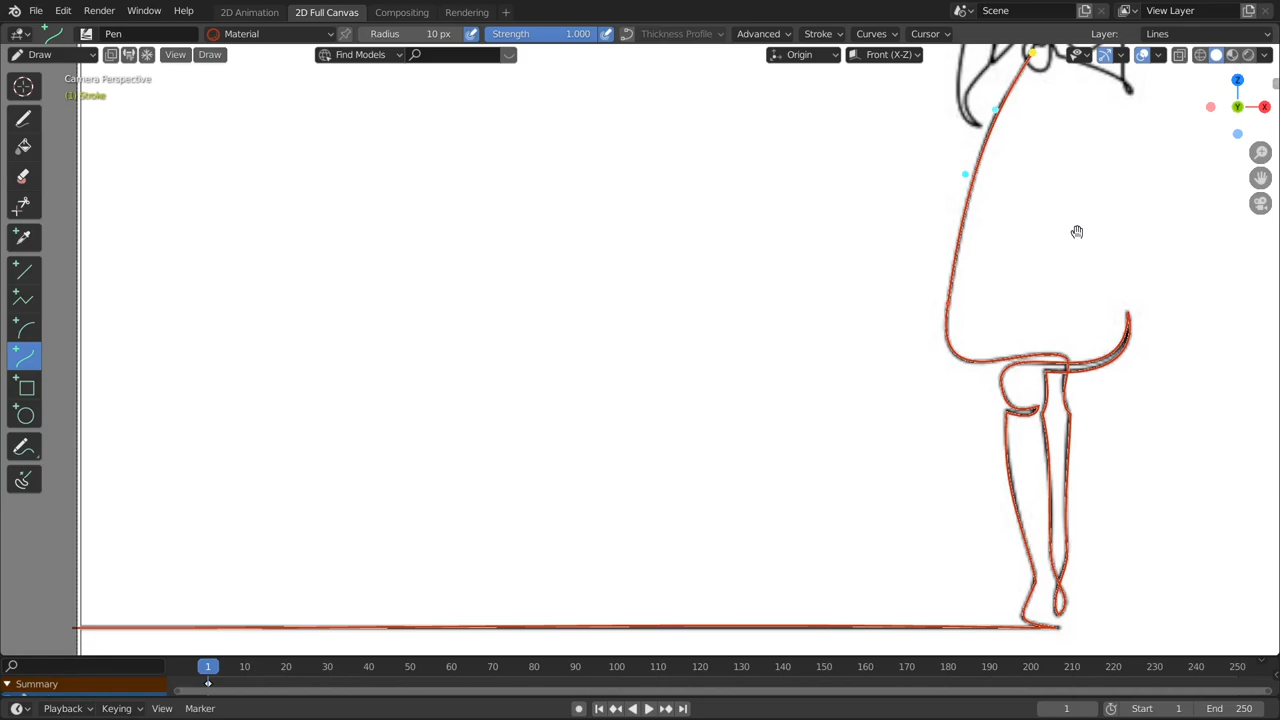 File Edit Render Window Help 2D Animation 2D Full Canvas Compositing Rendering + Scene View Layer
Pen Material Radius 10 px Strength 1.000 Thickness Profile Advanced Stroke Curves Cursor Layer: Lines
Draw View Draw Find Models Origin Front (X-Z)
Camera Perspective
(1) Stroke
Z
Y
X
1 10 20 30 40 50 60 70 80 90 100 110 120 130 140 150 160 170 180 190 200 210 220 230 240 250
Summary
Playback Keying View Marker 1 Start 1 End 250